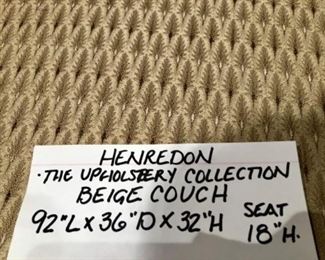 HENREDON
• THE UPHOLSTERY COLLECTION
BEIGE COUCH
92"L X 36"D X 32"H SEAT
18"H.